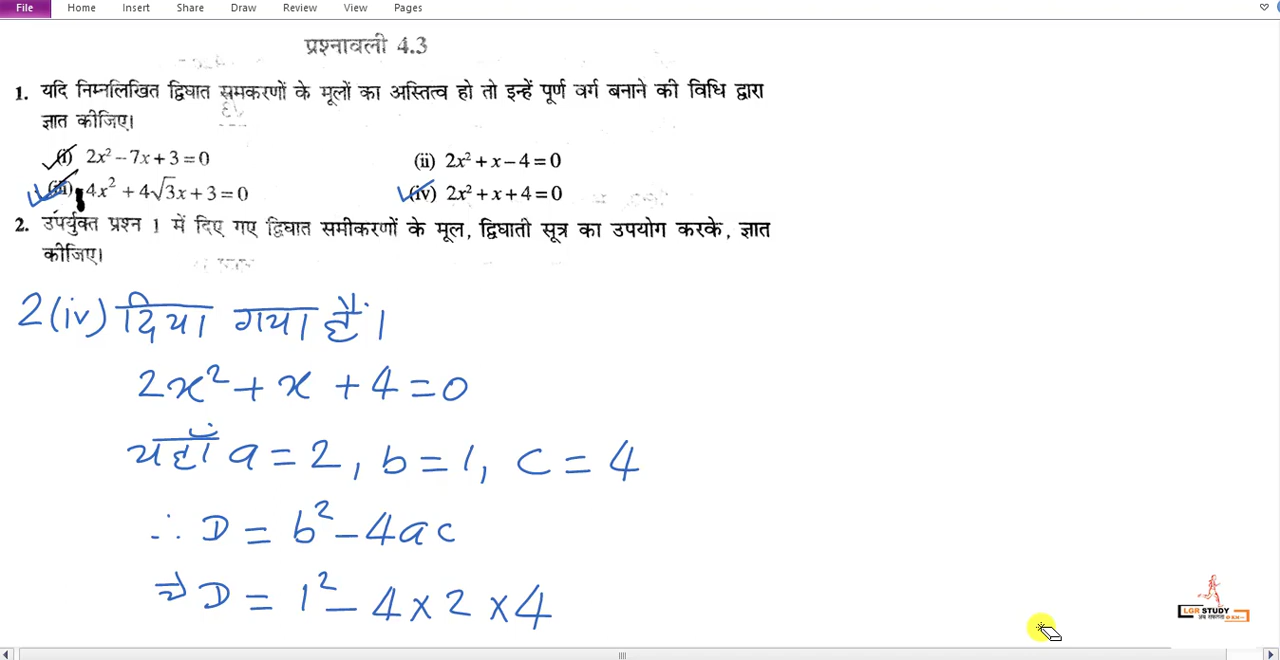 File Home Insert Share Draw Review View Pages
प्रश्नावली 4.3
1. यदि निम्नलिखित द्विघात समकरणों के मूलों का अस्तित्व हो तो इन्हें पूर्ण वर्ग बनाने की विधि द्वारा
ज्ञात कीजिए।
(i) 2x² – 7x + 3 = 0 (ii) 2x² + x – 4 = 0
(iii) 4x² + 4√3x + 3 = 0 (iv) 2x² + x + 4 = 0
2. उपर्युक्त प्रश्न 1 में दिए गए द्विघात समीकरणों के मूल, द्विघाती सूत्र का उपयोग करके, ज्ञात
कीजिए।
2(iv) दिया गया हैं।
2x² + x + 4 = 0
यहाँ a = 2, b = 1, c = 4
∴ D = b² – 4ac
⇒ D = 1² – 4 × 2 × 4
LGR STUDY